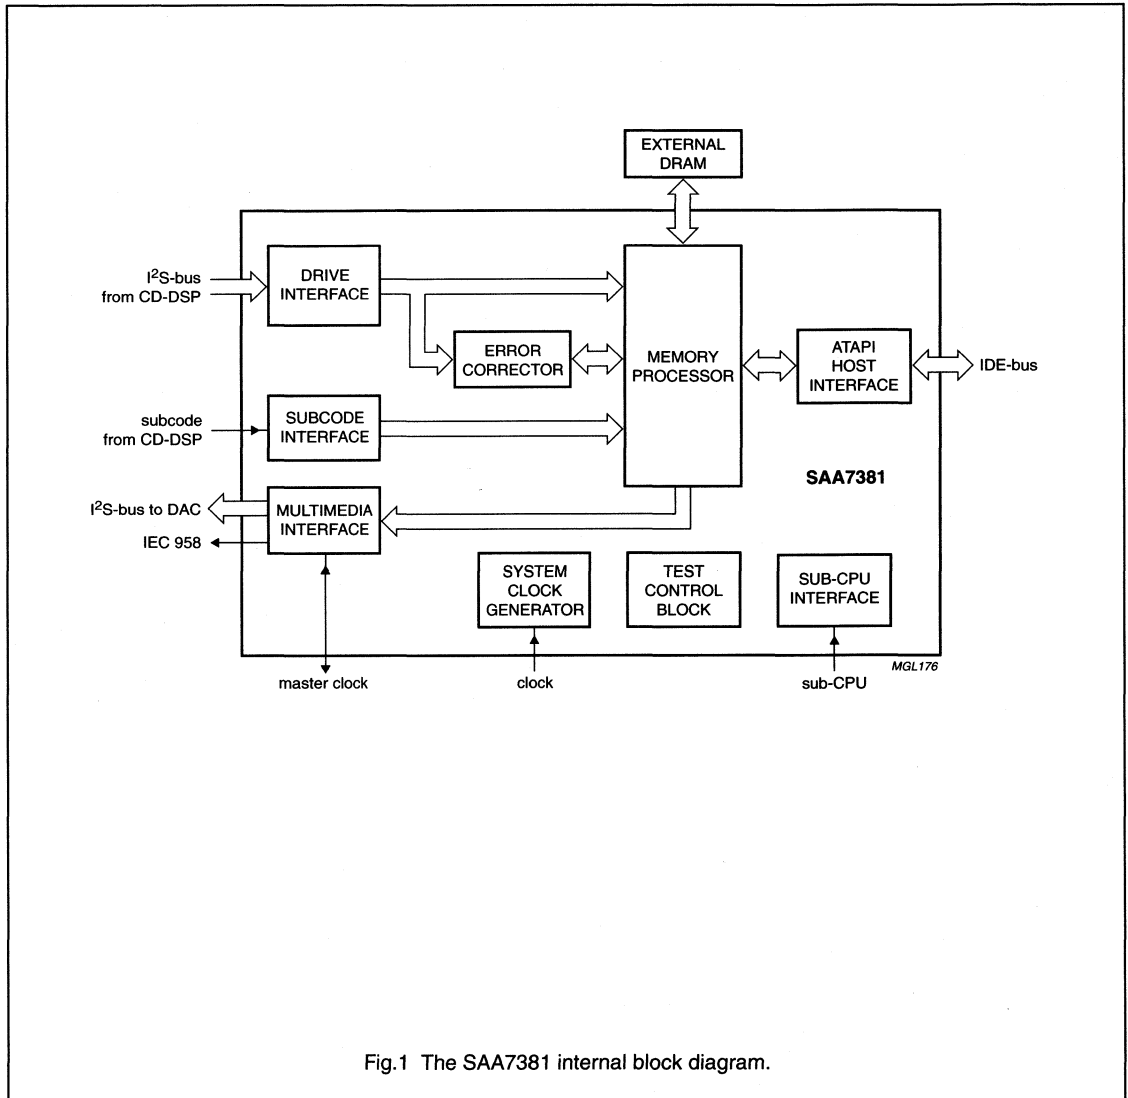 EXTERNAL
DRAM
I²S-bus
from CD-DSP
DRIVE
INTERFACE
ERROR
CORRECTOR
MEMORY
PROCESSOR
ATAPI
HOST
INTERFACE
IDE-bus
subcode
from CD-DSP
SUBCODE
INTERFACE
SAA7381
I²S-bus to DAC
IEC 958
MULTIMEDIA
INTERFACE
SYSTEM
CLOCK
GENERATOR
TEST
CONTROL
BLOCK
SUB-CPU
INTERFACE
MGL176
master clock
clock
sub-CPU
Fig.1 The SAA7381 internal block diagram.